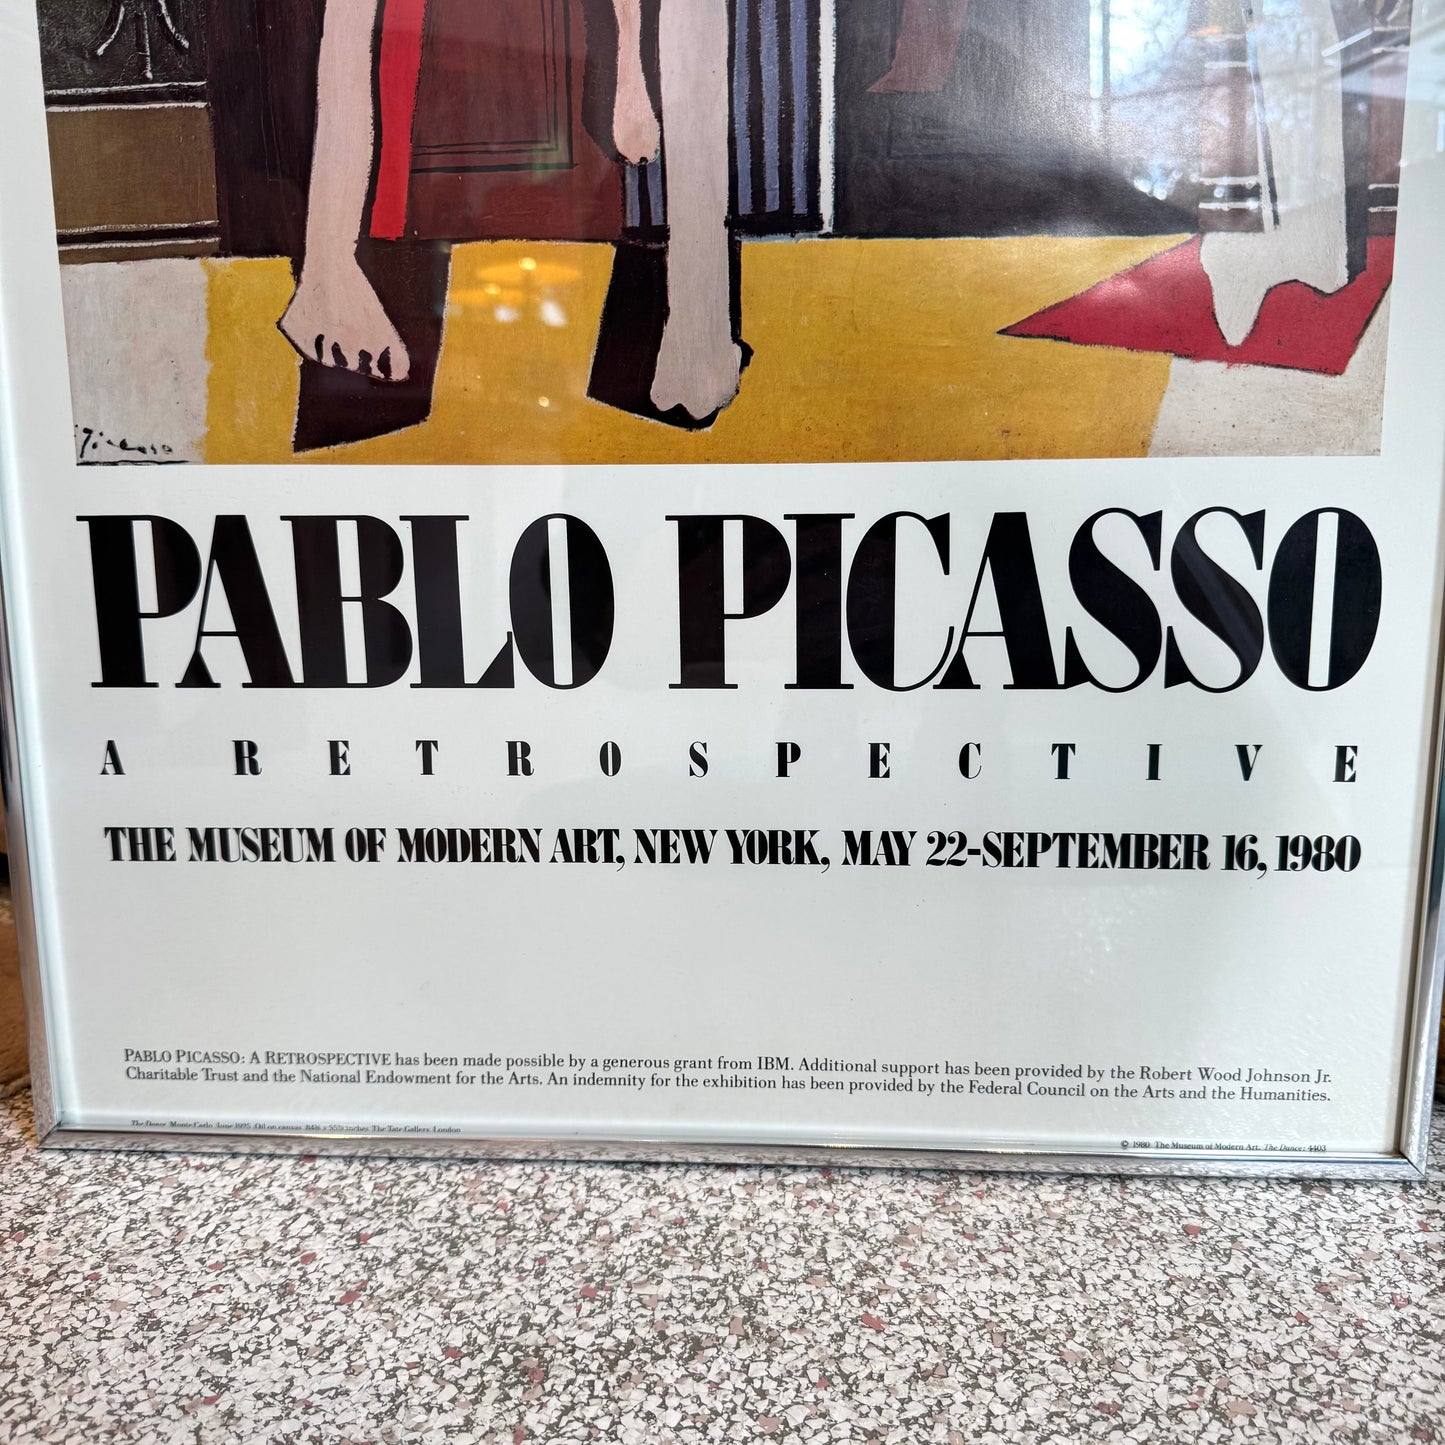 Picasso
PABLO PICASSO
A RETROSPECTIVE
THE MUSEUM OF MODERN ART, NEW YORK, MAY 22-SEPTEMBER 16, 1980
PABLO PICASSO: A RETROSPECTIVE has been made possible by a generous grant from IBM. Additional support has been provided by the Robert Wood Johnson Jr.
Charitable Trust and the National Endowment for the Arts. An indemnity for the exhibition has been provided by the Federal Council on the Arts and the Humanities.
The Dance. Monte Carlo, June 1925. Oil on canvas. inches. The Tate Gallery, London
© 1980 The Museum of Modern Art. The Dance: 4403